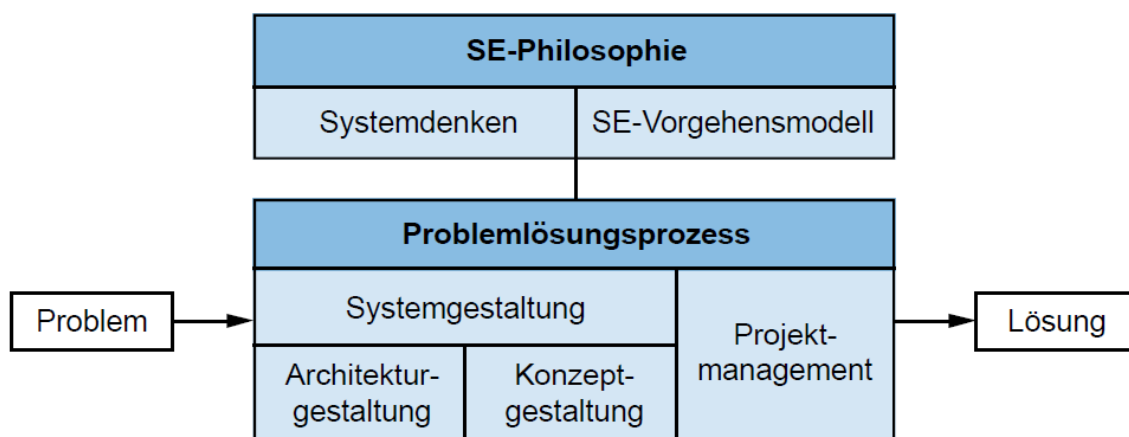 SE-Philosophie
Systemdenken
SE-Vorgehensmodell
Problemlösungsprozess
Problem
Systemgestaltung
Architektur-
gestaltung
Konzept-
gestaltung
Projekt-
management
Lösung